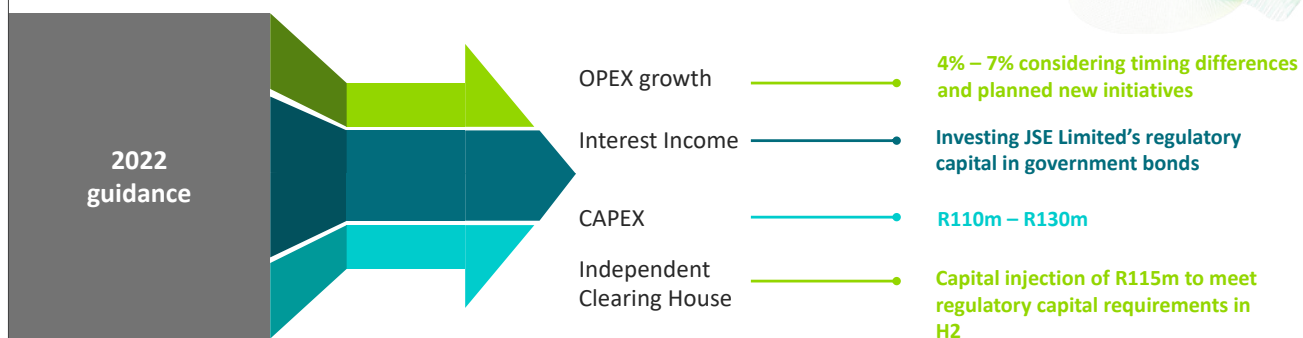 2022
guidance
OPEX growth
4% – 7% considering timing differences
and planned new initiatives
Interest Income
Investing JSE Limited’s regulatory
capital in government bonds
CAPEX
R110m – R130m
Independent
Clearing House
Capital injection of R115m to meet
regulatory capital requirements in
H2